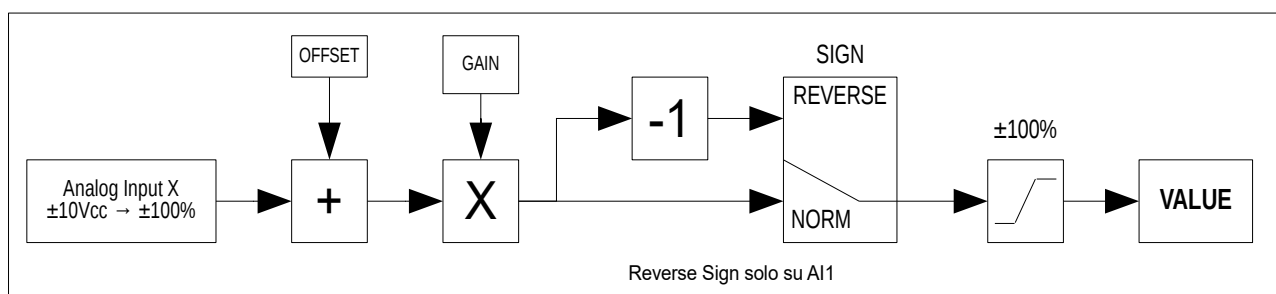 OFFSET
GAIN
SIGN
REVERSE
-1
±100%
Analog Input X
±10Vcc → ±100%
+
X
NORM
VALUE
Reverse Sign solo su AI1